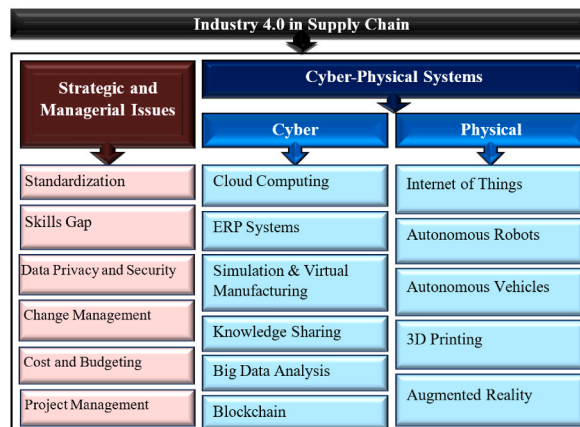 Industry 4.0 in Supply Chain
Strategic and
Managerial Issues
Cyber-Physical Systems
Cyber
Physical
Standardization
Skills Gap
Data Privacy and Security
Change Management
Cost and Budgeting
Project Management
Cloud Computing
ERP Systems
Simulation & Virtual
Manufacturing
Knowledge Sharing
Big Data Analysis
Blockchain
Internet of Things
Autonomous Robots
Autonomous Vehicles
3D Printing
Augmented Reality